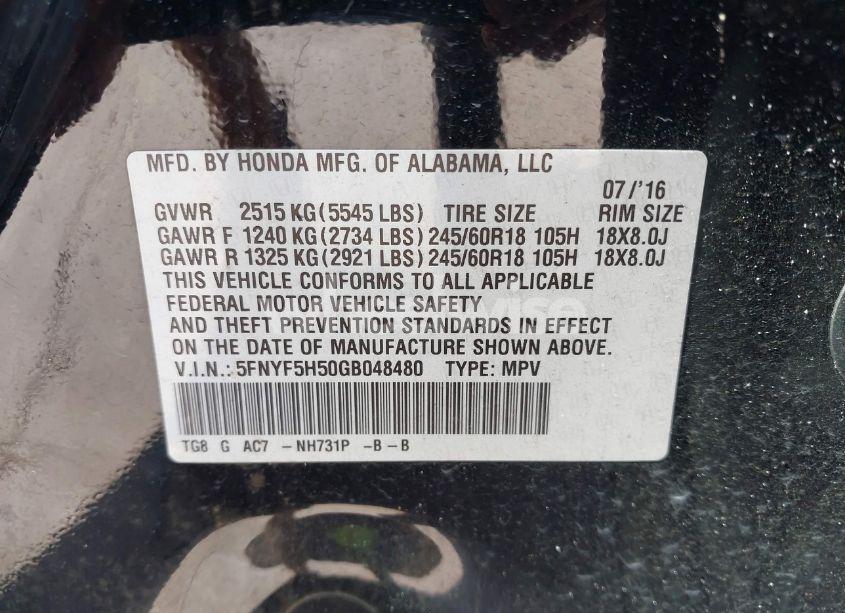 MFD. BY HONDA MFG. OF ALABAMA, LLC
07/'16
GVWR 2515 KG(5545 LBS) TIRE SIZE RIM SIZE
GAWR F 1240 KG(2734 LBS) 245/60R18 105H 18X8.0J
GAWR R 1325 KG(2921 LBS) 245/60R18 105H 18X8.0J
THIS VEHICLE CONFORMS TO ALL APPLICABLE
FEDERAL MOTOR VEHICLE SAFETY
AND THEFT PREVENTION STANDARDS IN EFFECT
ON THE DATE OF MANUFACTURE SHOWN ABOVE.
V.I.N.: 5FNYF5H50GB048480 TYPE: MPV
TG8 G AC7 -NH731P -B-B